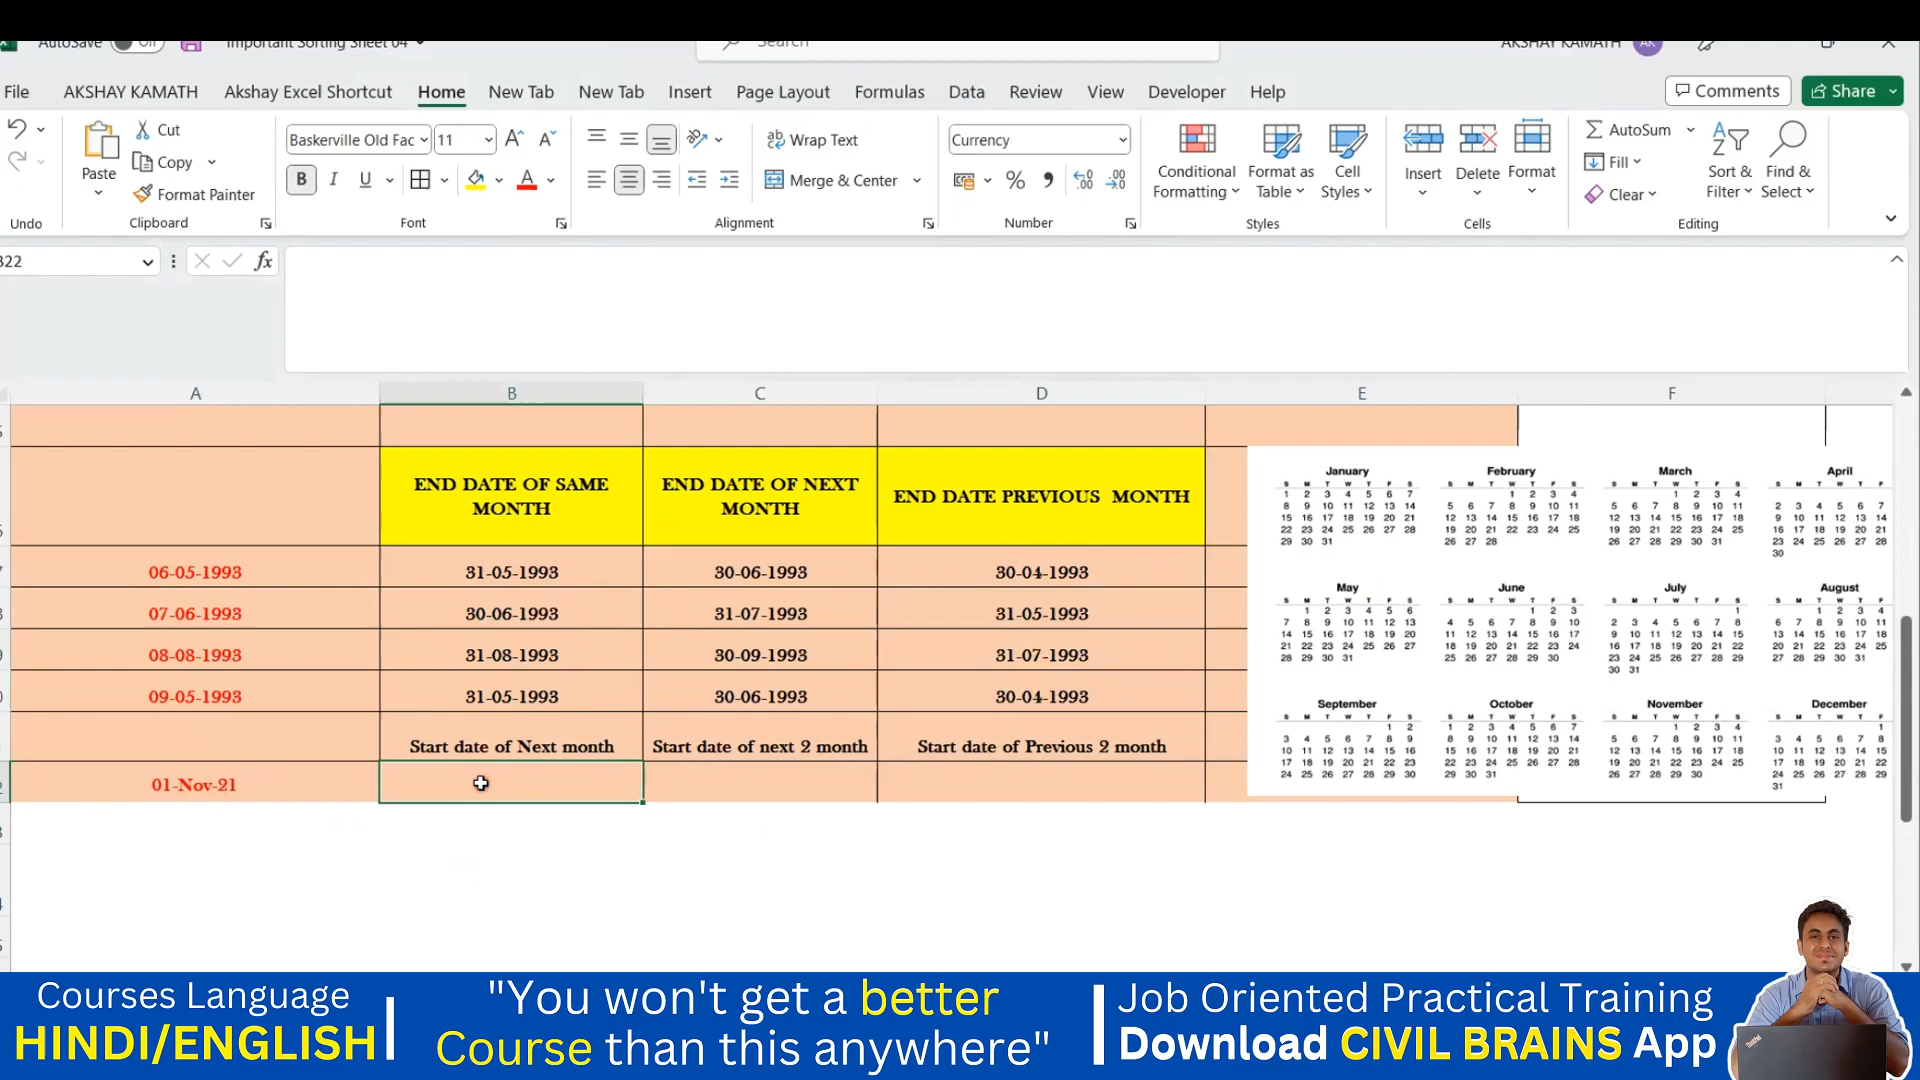 AutoSave Off Important Sorting Sheet 04 Search AKSHAY KAMATH AK
File AKSHAY KAMATH Akshay Excel Shortcut Home New Tab New Tab Insert Page Layout Formulas Data Review View Developer Help Comments Share
Paste Cut Copy Format Painter
Baskerville Old Fac 11
B I U
Wrap Text
Merge & Center
Currency
Conditional Formatting Format as Table Cell Styles
Insert Delete Format
AutoSum Fill Clear
Sort & Filter Find & Select
Undo Clipboard Font Alignment Number Styles Cells Editing
fx
A B C D E F
END DATE OF SAME MONTH END DATE OF NEXT MONTH END DATE PREVIOUS MONTH
06-05-1993 31-05-1993 30-06-1993 30-04-1993
07-06-1993 30-06-1993 31-07-1993 31-05-1993
08-08-1993 31-08-1993 30-09-1993 31-07-1993
09-05-1993 31-05-1993 30-06-1993 30-04-1993
Start date of Next month Start date of next 2 month Start date of Previous 2 month
01-Nov-21
January February March April
May June July August
September October November December
Courses Language
HINDI/ENGLISH
"You won't get a better
Course than this anywhere"
Job Oriented Practical Training
Download CIVIL BRAINS App